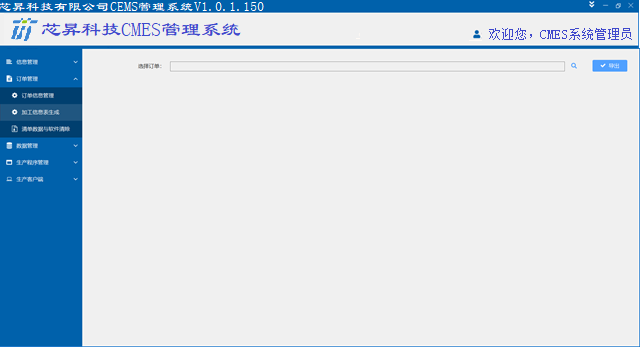 芯昇科技有限公司CEMS管理系统V1.0.1.150
芯昇科技CMES管理系统
欢迎您，CMES系统管理员
信息管理
订单管理
订单信息管理
加工信息表生成
清单数据与软件清除
数据管理
生产程序管理
生产客户端
选择订单：
导出